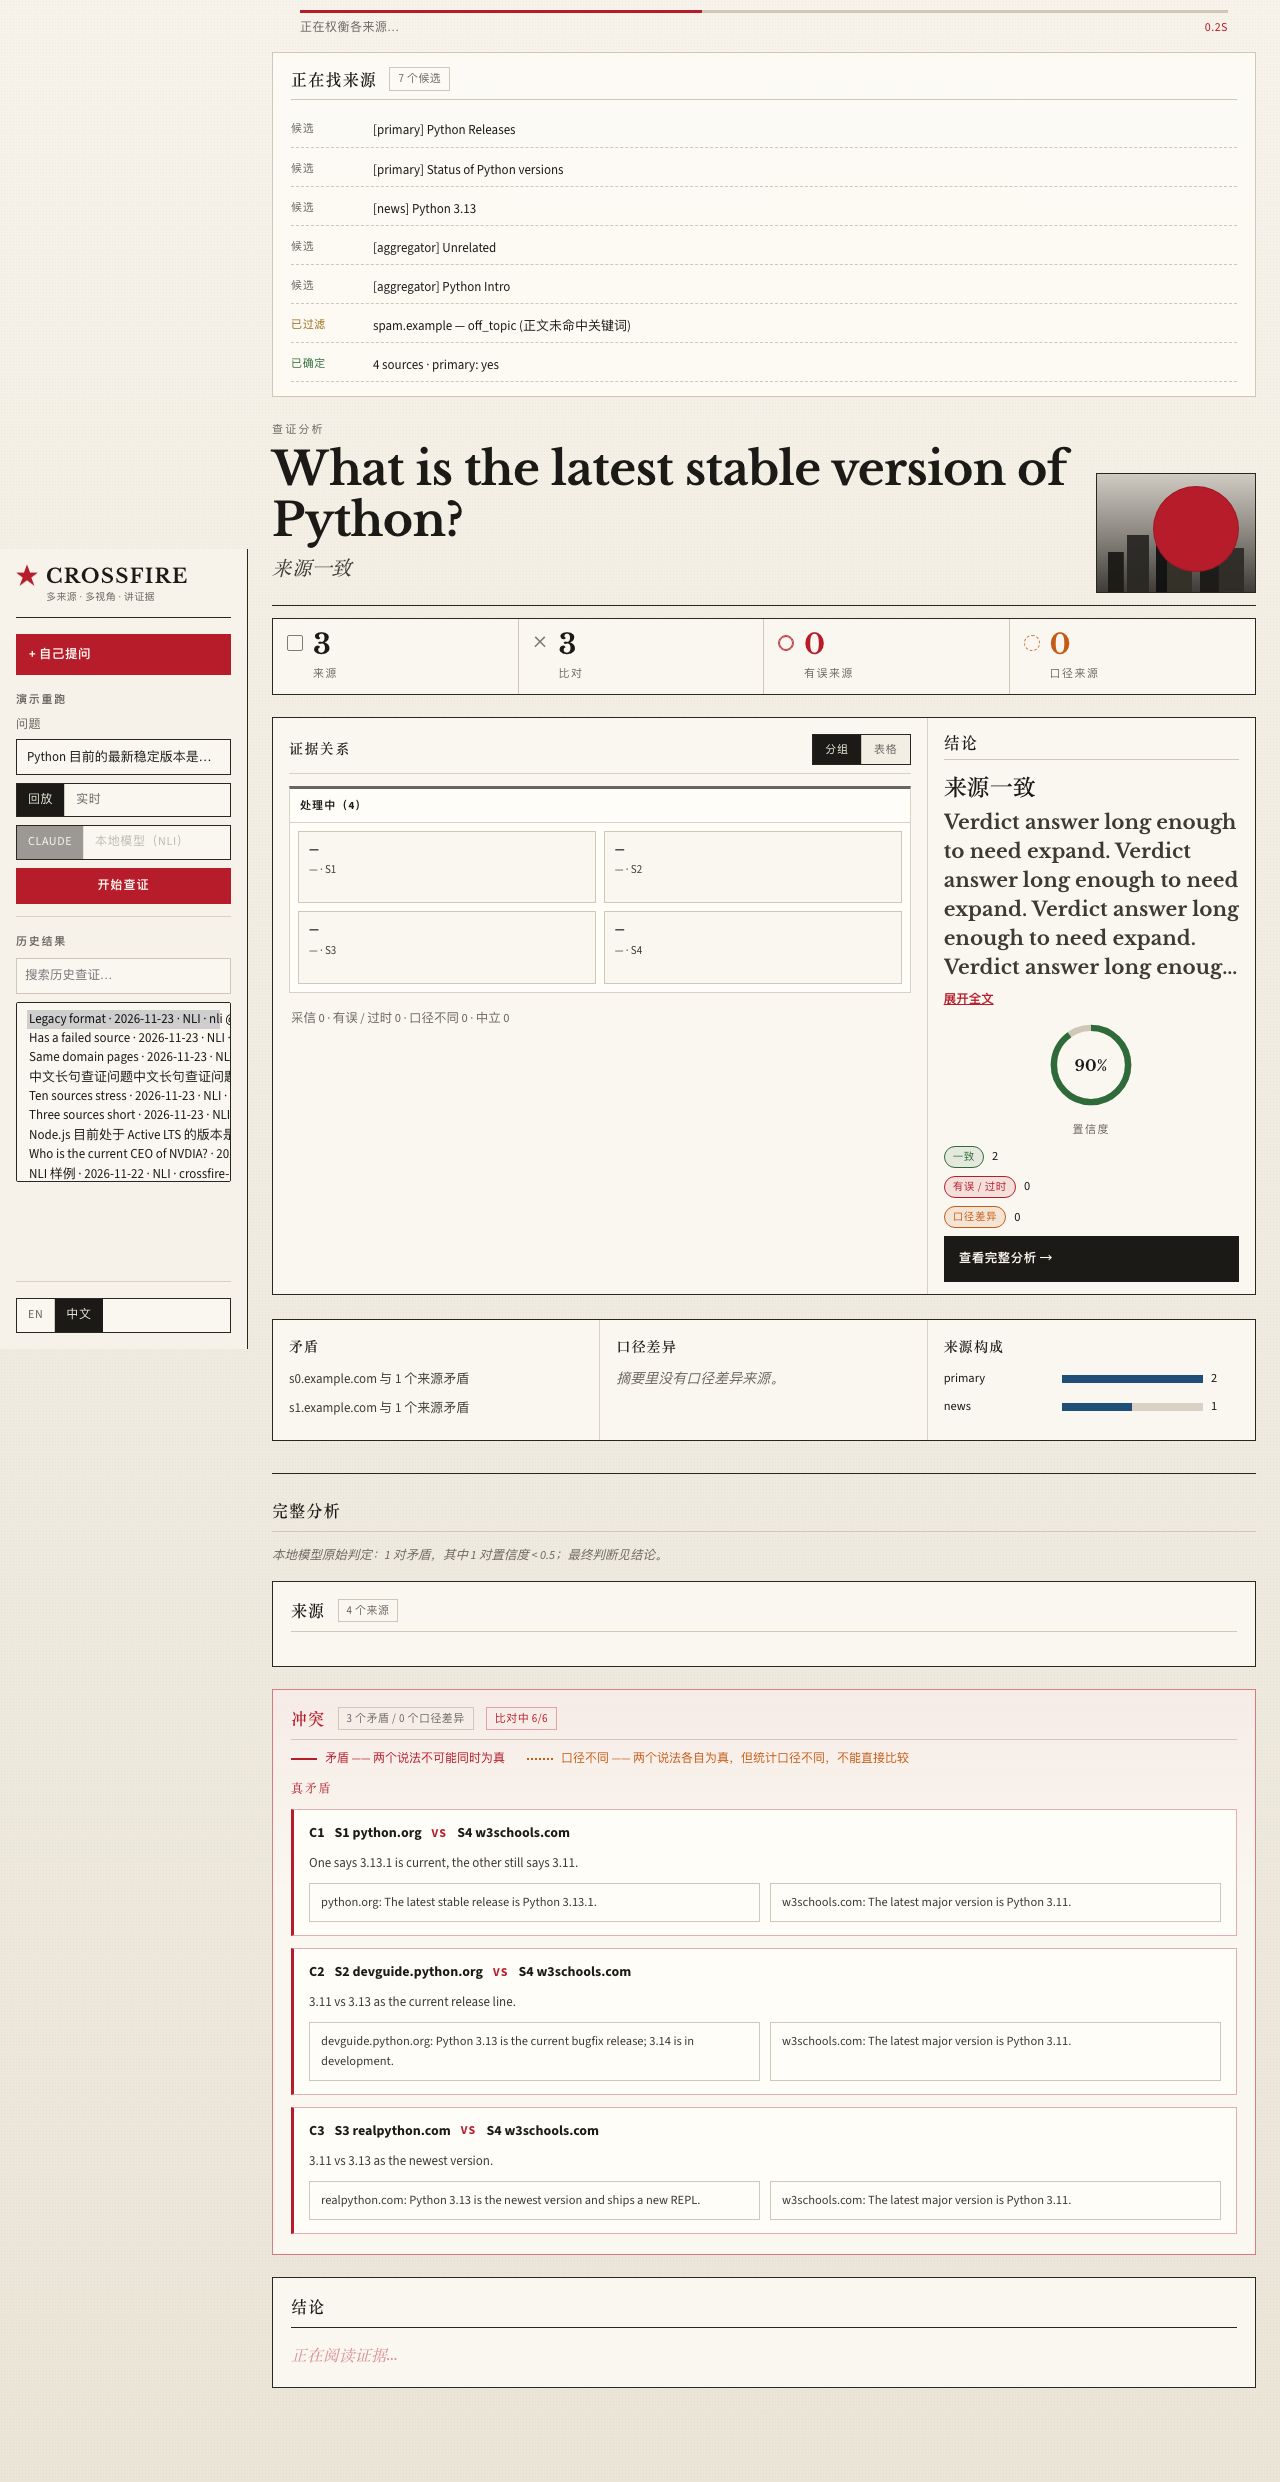 正在权衡各来源…
0.2S
正在找来源
7 个候选
候选 [primary] Python Releases
候选 [primary] Status of Python versions
候选 [news] Python 3.13
候选 [aggregator] Unrelated
候选 [aggregator] Python Intro
已过滤 spam.example — off_topic (正文未命中关键词)
已确定 4 sources · primary: yes
查证分析
What is the latest stable version of
Python?
来源一致
CROSSFIRE
多来源 · 多视角 · 讲证据
+ 自己提问
演示重跑
问题
Python 目前的最新稳定版本是…
回放 实时
CLAUDE 本地模型（NLI）
开始查证
历史结果
搜索历史查证…
Legacy format · 2026-11-23 · NLI · nli
Has a failed source · 2026-11-23 · NLI ·
Same domain pages · 2026-11-23 · NL
中文长句查证问题中文长句查证问题
Ten sources stress · 2026-11-23 · NLI ·
Three sources short · 2026-11-23 · NLI
Node.js 目前处于 Active LTS 的版本是
Who is the current CEO of NVDIA? · 20
NLI 样例 · 2026-11-22 · NLI · crossfire-
EN 中文
3
来源
3
比对
0
有误来源
0
口径来源
证据关系
分组 表格
处理中（4）
—
— · S1
—
— · S2
—
— · S3
—
— · S4
采信 0 · 有误 / 过时 0 · 口径不同 0 · 中立 0
结论
来源一致
Verdict answer long enough
to need expand. Verdict
answer long enough to need
expand. Verdict answer long
enough to need expand.
Verdict answer long enoug…
展开全文
90%
置信度
一致 2
有误 / 过时 0
口径差异 0
查看完整分析 →
矛盾
s0.example.com 与 1 个来源矛盾
s1.example.com 与 1 个来源矛盾
口径差异
摘要里没有口径差异来源。
来源构成
primary 2
news 1
完整分析
本地模型原始判定：1 对矛盾，其中 1 对置信度 < 0.5；最终判断见结论。
来源
4 个来源
冲突
3 个矛盾 / 0 个口径差异
比对中 6/6
矛盾 —— 两个说法不可能同时为真
口径不同 —— 两个说法各自为真，但统计口径不同，不能直接比较
真矛盾
C1 S1 python.org VS S4 w3schools.com
One says 3.13.1 is current, the other still says 3.11.
python.org: The latest stable release is Python 3.13.1.
w3schools.com: The latest major version is Python 3.11.
C2 S2 devguide.python.org VS S4 w3schools.com
3.11 vs 3.13 as the current release line.
devguide.python.org: Python 3.13 is the current bugfix release; 3.14 is in
development.
w3schools.com: The latest major version is Python 3.11.
C3 S3 realpython.com VS S4 w3schools.com
3.11 vs 3.13 as the newest version.
realpython.com: Python 3.13 is the newest version and ships a new REPL.
w3schools.com: The latest major version is Python 3.11.
结论
正在阅读证据…